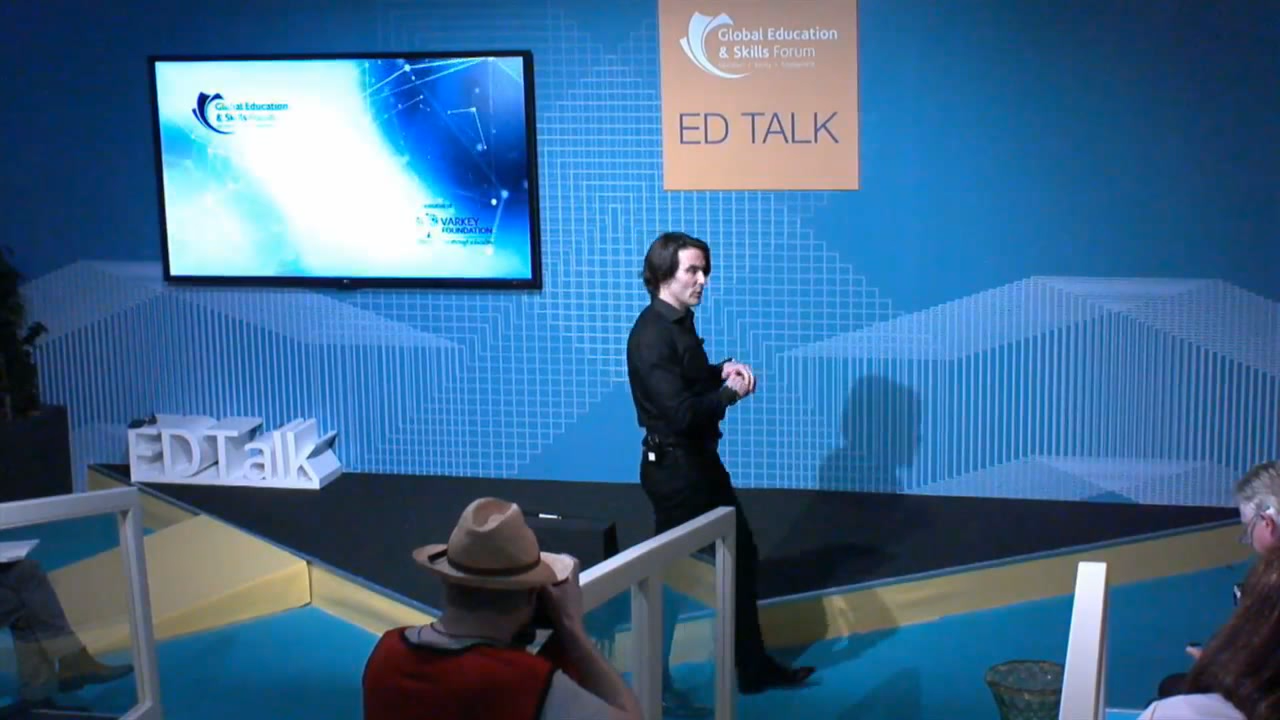 Global Education
& Skills Forum
ED TALK
Global Education
& Skills Forum
VARKEY
FOUNDATION
EDTalk